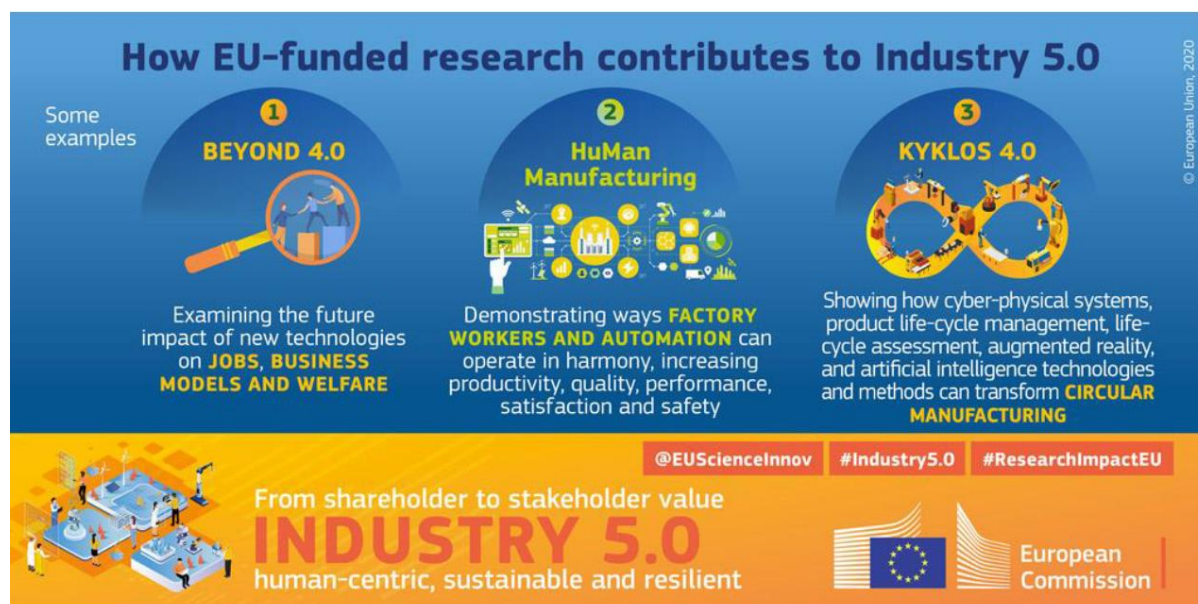 How EU-funded research contributes to Industry 5.0
© European Union, 2020
Some
examples
1
BEYOND 4.0
Examining the future
impact of new technologies
on JOBS, BUSINESS
MODELS AND WELFARE
2
HuMan
Manufacturing
Demonstrating ways FACTORY
WORKERS AND AUTOMATION can
operate in harmony, increasing
productivity, quality, performance,
satisfaction and safety
3
KYKLOS 4.0
Showing how cyber-physical systems,
product life-cycle management, life-
cycle assessment, augmented reality,
and artificial intelligence technologies
and methods can transform CIRCULAR
MANUFACTURING
@EUScienceInnov
#Industry5.0
#ResearchImpactEU
From shareholder to stakeholder value
INDUSTRY 5.0
human-centric, sustainable and resilient
European
Commission